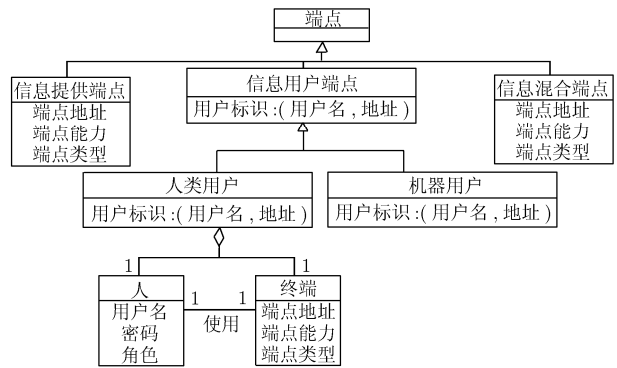 端点
信息提供端点
端点地址
端点能力
端点类型
信息用户端点
用户标识:(用户名,地址)
信息混合端点
端点地址
端点能力
端点类型
人类用户
用户标识:(用户名,地址)
机器用户
用户标识:(用户名,地址)
1
1
人
用户名
密码
角色
1
1
使用
终端
端点地址
端点能力
端点类型